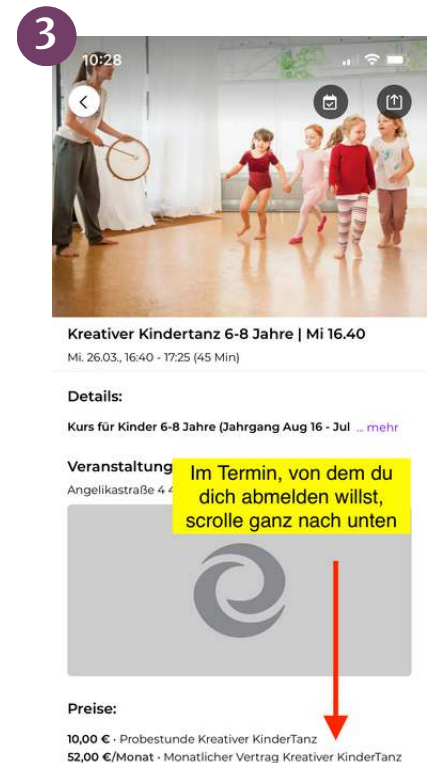 3
10:28
Kreativer Kindertanz 6-8 Jahre | Mi 16.40
Mi. 26.03., 16:40 - 17:25 (45 Min)
Details:
Kurs für Kinder 6-8 Jahre (Jahrgang Aug 16 - Jul ... mehr
Veranstaltung
Angelikastraße 4
Im Termin, von dem du
dich abmelden willst,
scrolle ganz nach unten
Preise:
10,00 € · Probestunde Kreativer KinderTanz
52,00 €/Monat · Monatlicher Vertrag Kreativer KinderTanz